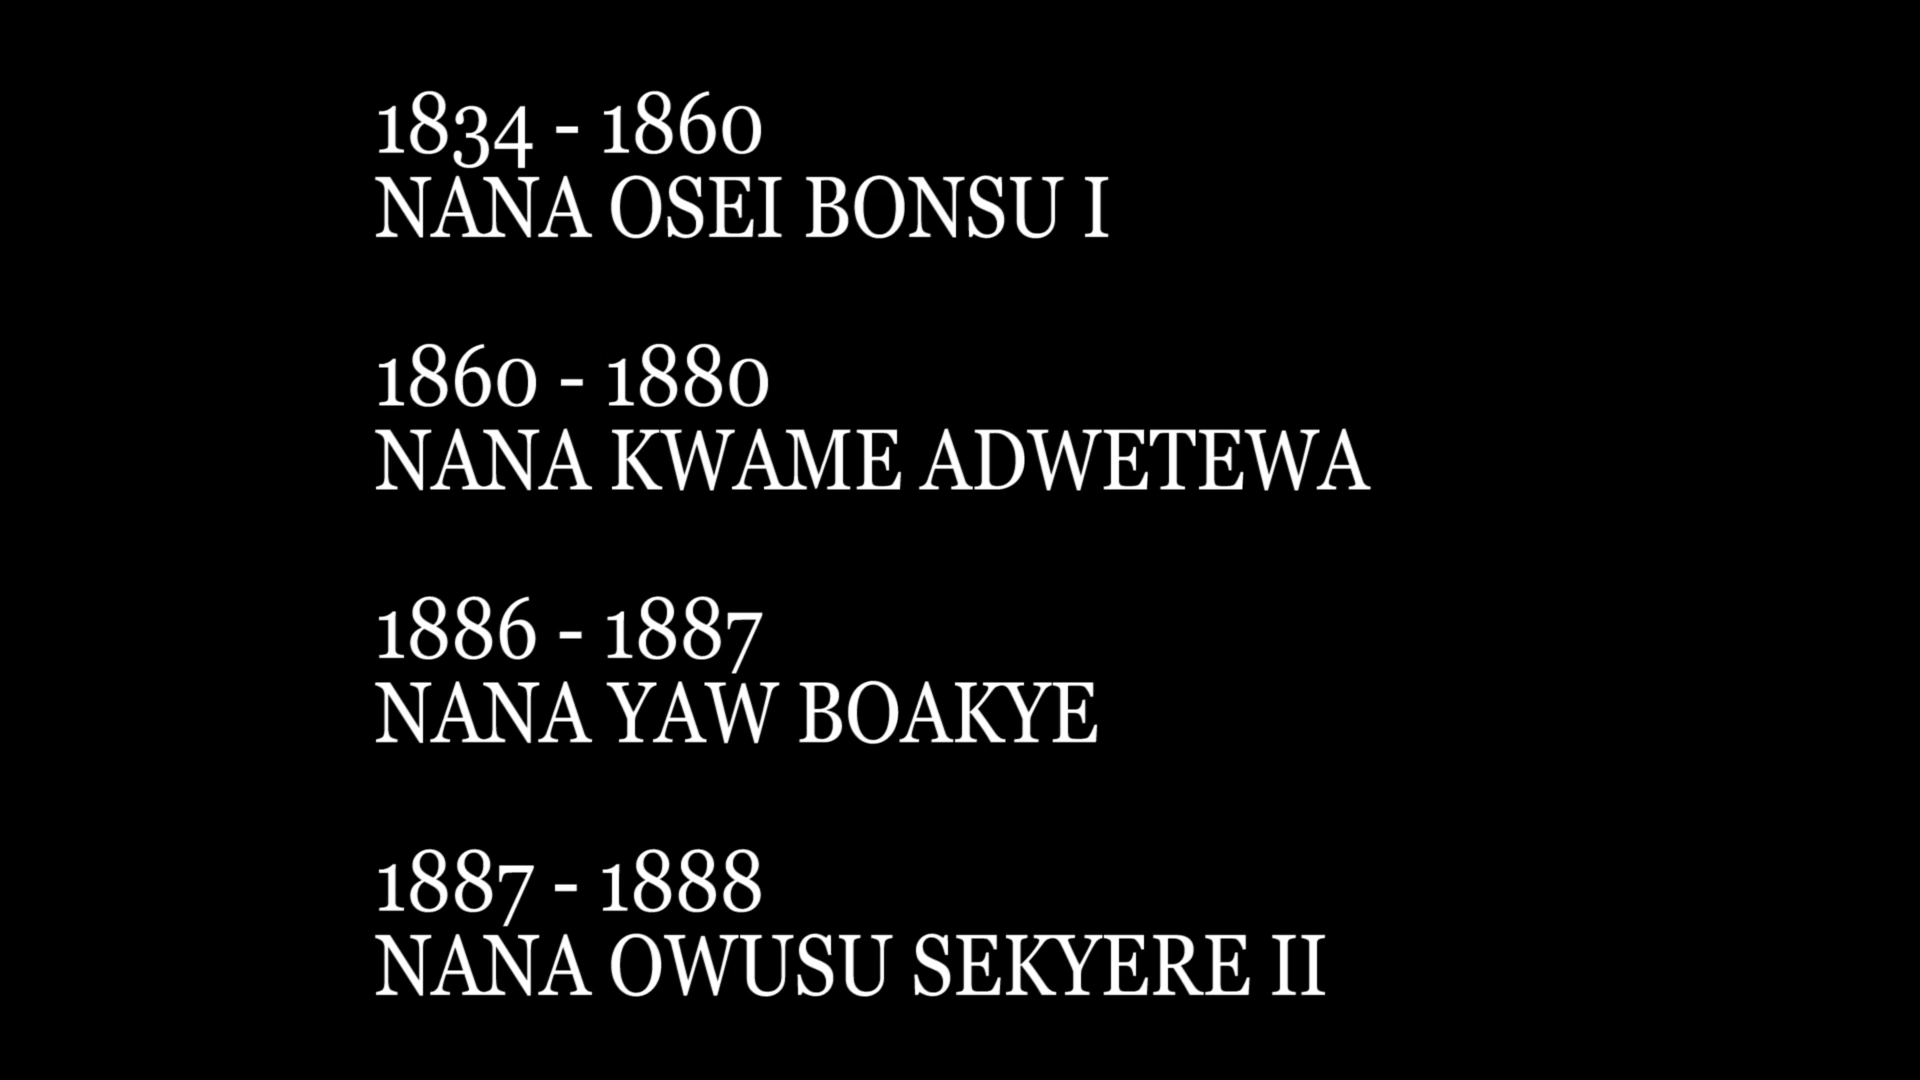 1834 - 1860
NANA OSEI BONSU I
1860 - 1880
NANA KWAME ADWETEWA
1886 - 1887
NANA YAW BOAKYE
1887 - 1888
NANA OWUSU SEKYERE II